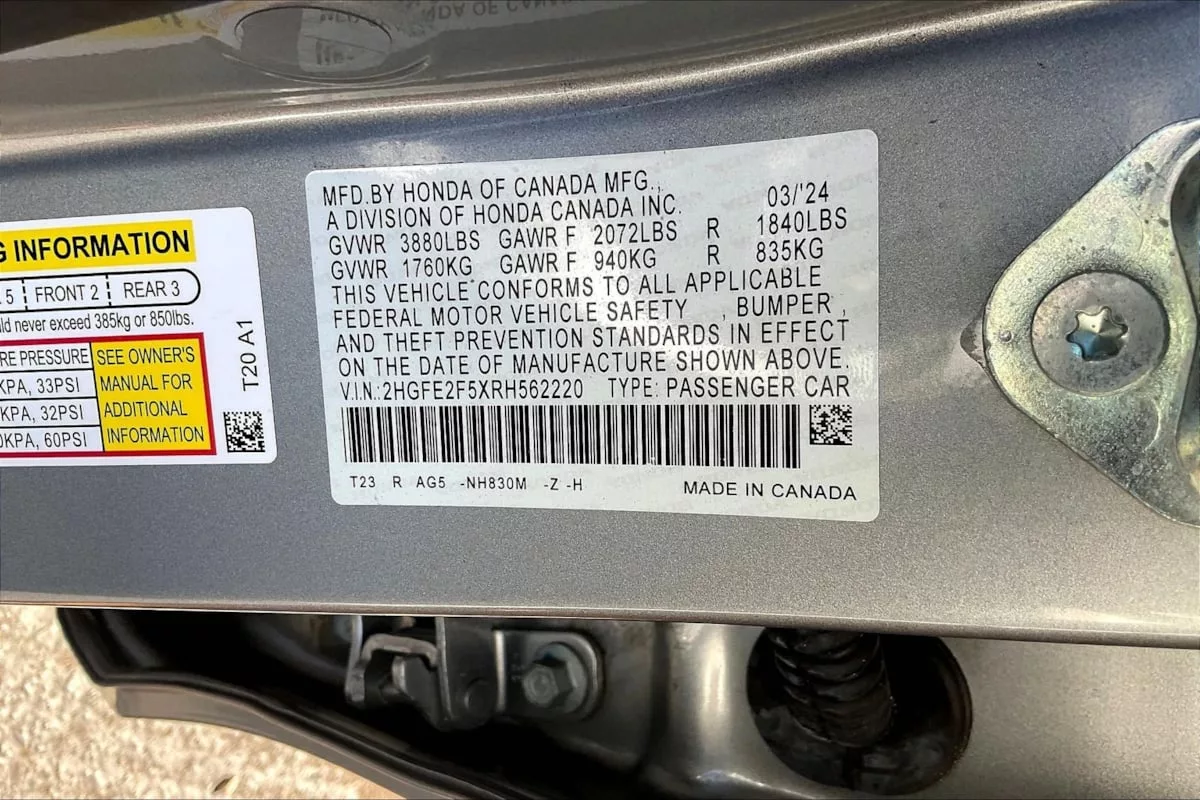 G INFORMATION
5 FRONT 2 REAR 3
ld never exceed 385kg or 850lbs.
RE PRESSURE SEE OWNER'S
KPA, 33PSI MANUAL FOR
KPA, 32PSI ADDITIONAL
0KPA, 60PSI INFORMATION
T20 A1
MFD.BY HONDA OF CANADA MFG., 03/'24
A DIVISION OF HONDA CANADA INC.
GVWR 3880LBS GAWR F 2072LBS R 1840LBS
GVWR 1760KG GAWR F 940KG R 835KG
THIS VEHICLE CONFORMS TO ALL APPLICABLE
FEDERAL MOTOR VEHICLE SAFETY , BUMPER ,
AND THEFT PREVENTION STANDARDS IN EFFECT
ON THE DATE OF MANUFACTURE SHOWN ABOVE.
V.I.N.:2HGFE2F5XRH562220 TYPE: PASSENGER CAR
T23 R AG5 -NH830M -Z -H MADE IN CANADA